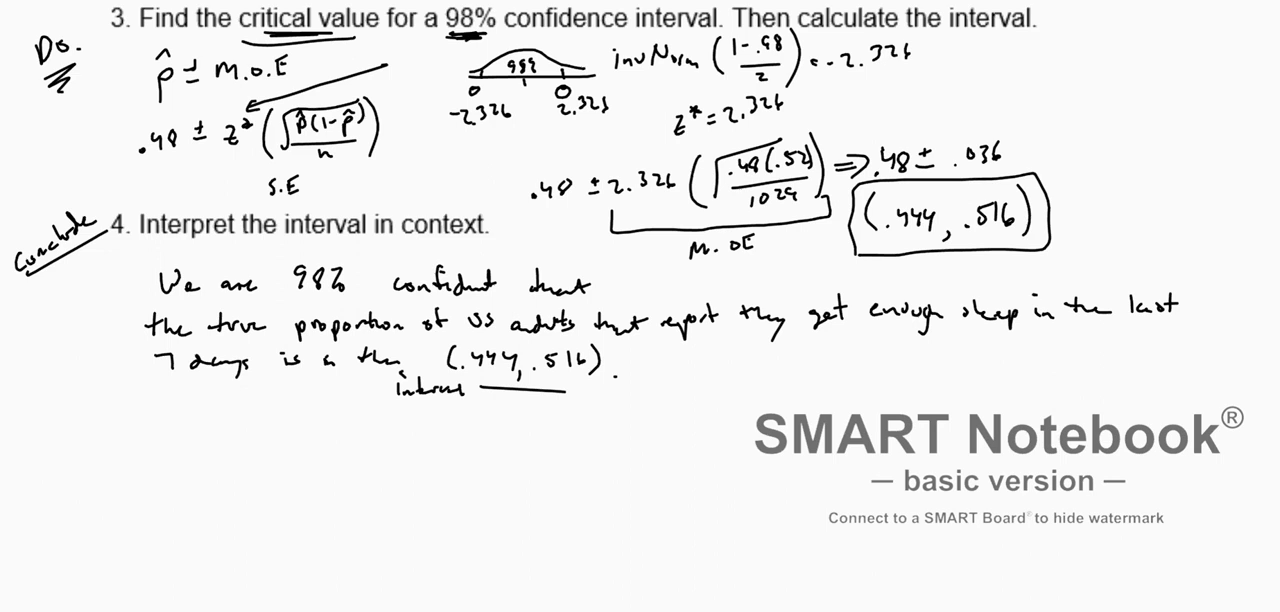 3. Find the critical value for a 98% confidence interval. Then calculate the interval.
Do.
p̂ ± M.O.E
98%
-2.326 2.326
invNorm (1-.98/2) = -2.326
z* = 2.326
.48 ± z* (√p̂(1-p̂)/n)
S.E
.48 ± 2.326 (√.48(.52)/1029) ⇒ .48 ± .036
M.OE
(.444, .516)
Conclude
4. Interpret the interval in context.
We are 98% confident that
the true proportion of US adults that report they get enough sleep in the last
7 days is in the (.444, .516).
interval
SMART Notebook®
— basic version —
Connect to a SMART Board® to hide watermark